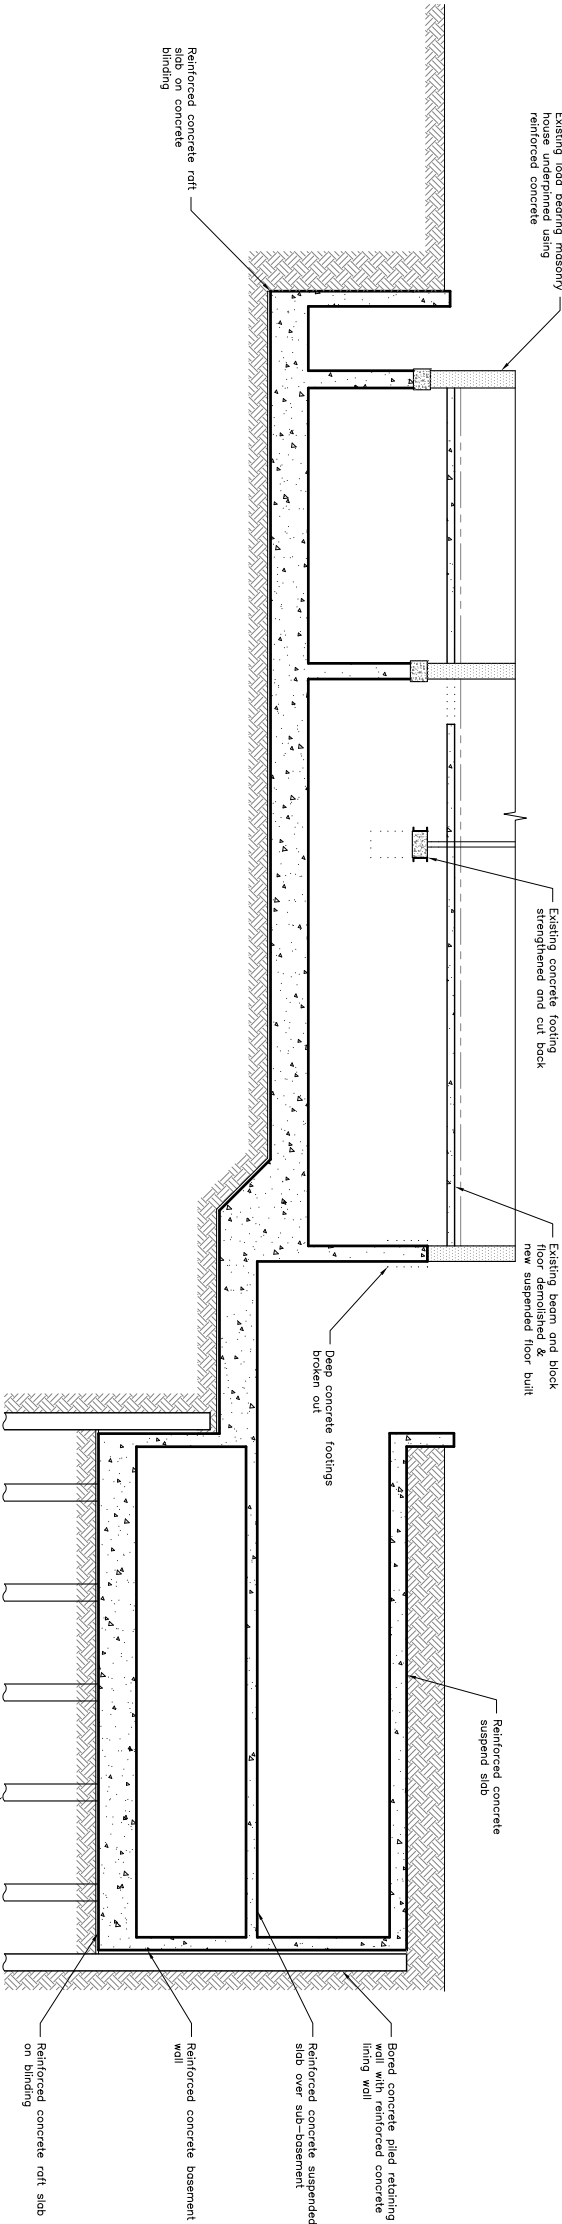 Existing load bearing masonry
house underpinned using
reinforced concrete
Reinforced concrete raft
slab on concrete
blinding
Existing concrete footing
strengthened and cut back
Existing beam and block
floor demolished &
new suspended floor built
Deep concrete footings
broken out
Reinforced concrete
suspend slab
Bored concrete piled retaining
wall with reinforced concrete
lining wall
Reinforced concrete suspended
slab over sub-basement
Reinforced concrete basement
wall
Reinforced concrete raft slab
on blinding